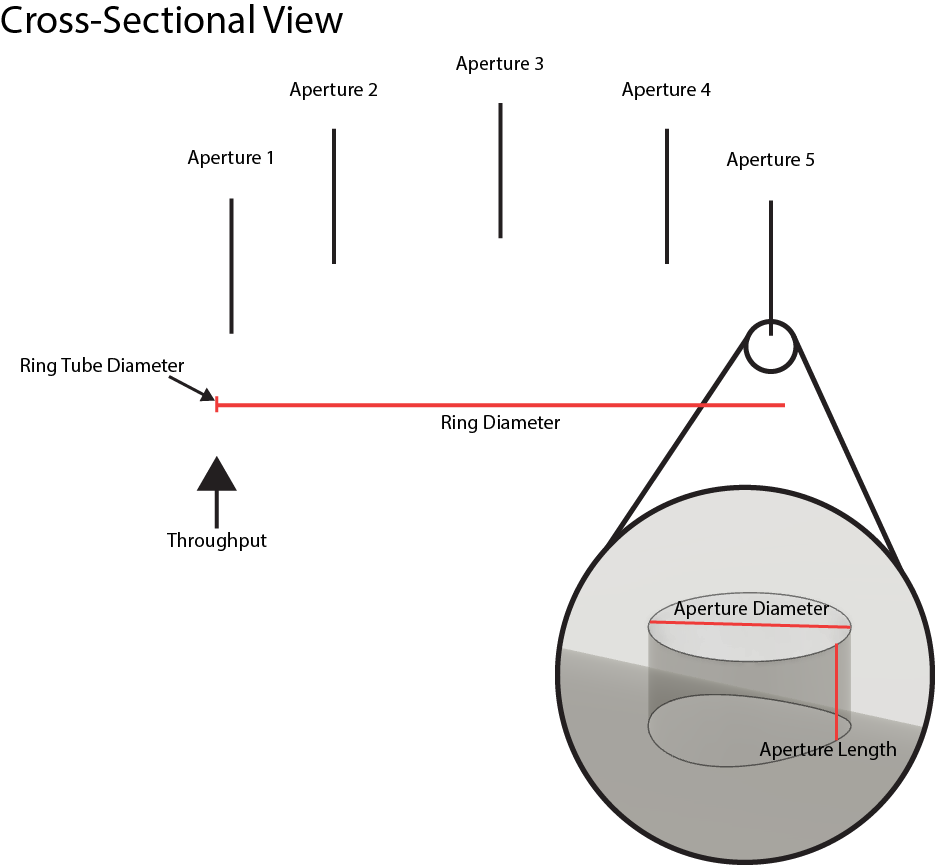 Cross-Sectional View
Aperture 1
Aperture 2
Aperture 3
Aperture 4
Aperture 5
Ring Tube Diameter
Ring Diameter
Throughput
Aperture Diameter
Aperture Length